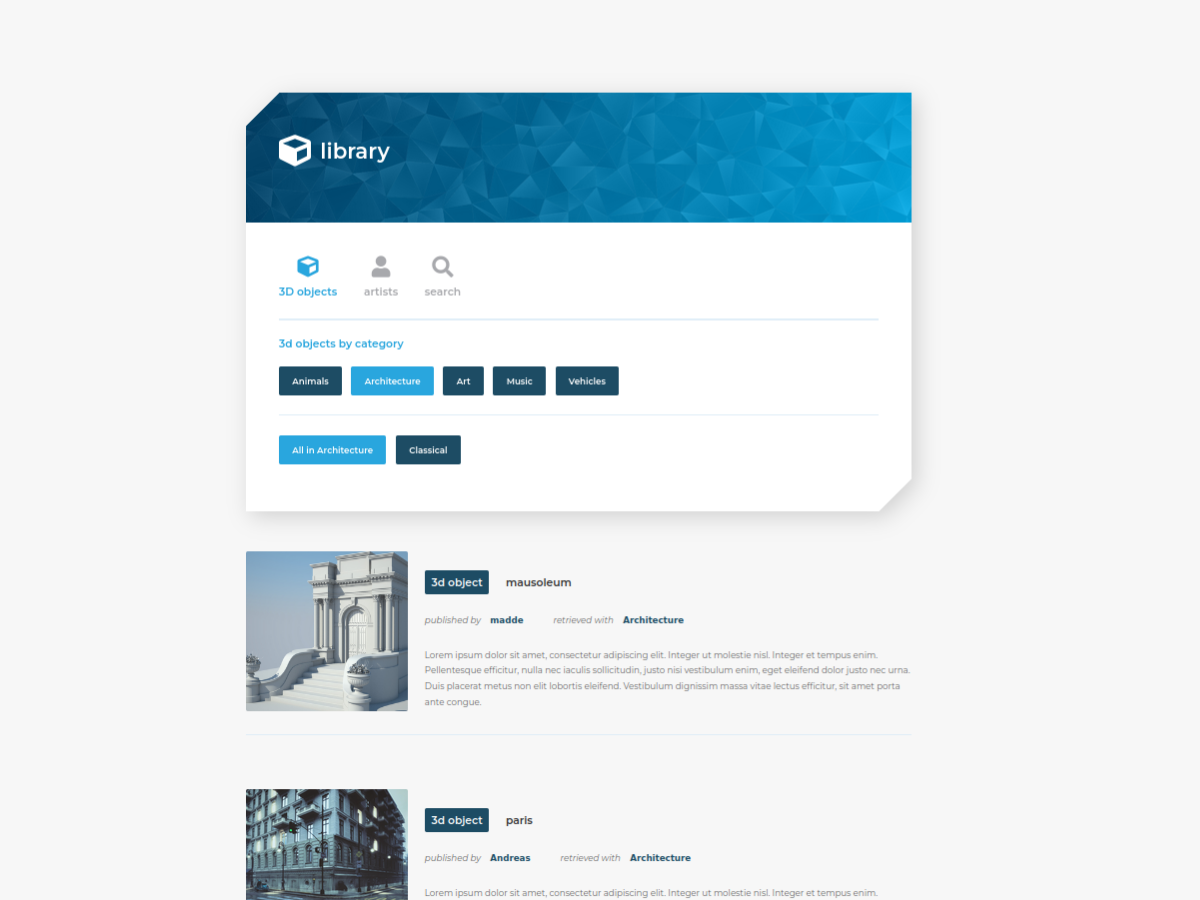 library
3D objects artists search
3d objects by category
Animals Architecture Art Music Vehicles
All in Architecture Classical
3d object mausoleum
published by madde retrieved with Architecture
Lorem ipsum dolor sit amet, consectetur adipiscing elit. Integer ut molestie nisl. Integer et tempus enim.
Pellentesque efficitur, nulla nec iaculis sollicitudin, justo nisi vestibulum enim, eget eleifend dolor justo nec urna.
Duis placerat metus non elit lobortis eleifend. Vestibulum dignissim massa vitae lectus efficitur, sit amet porta
ante congue.
3d object paris
published by Andreas retrieved with Architecture
Lorem ipsum dolor sit amet, consectetur adipiscing elit. Integer ut molestie nisl. Integer et tempus enim.